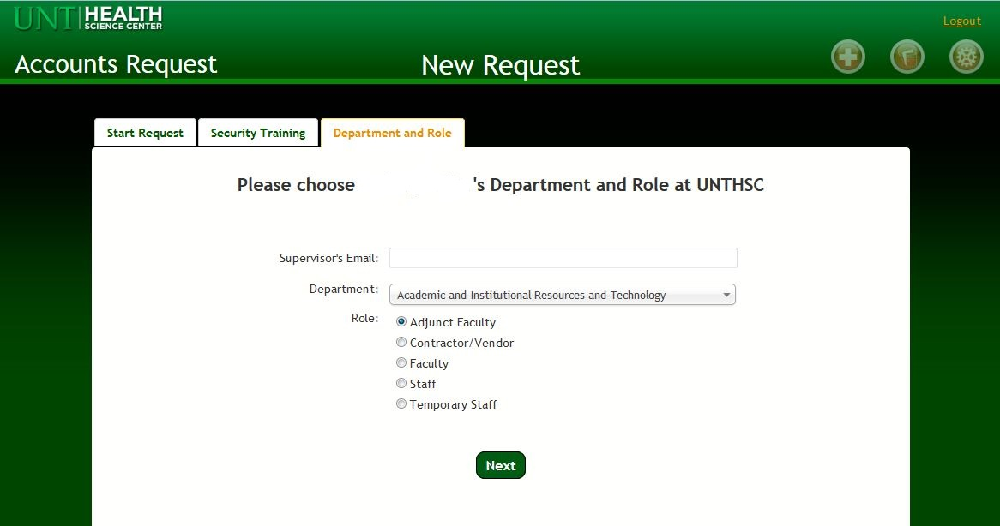 UNT HEALTH
SCIENCE CENTER
Logout
Accounts Request
New Request
Start Request
Security Training
Department and Role
Please choose 's Department and Role at UNTHSC
Supervisor's Email:
Department: Academic and Institutional Resources and Technology
Role: Adjunct Faculty
Contractor/Vendor
Faculty
Staff
Temporary Staff
Next